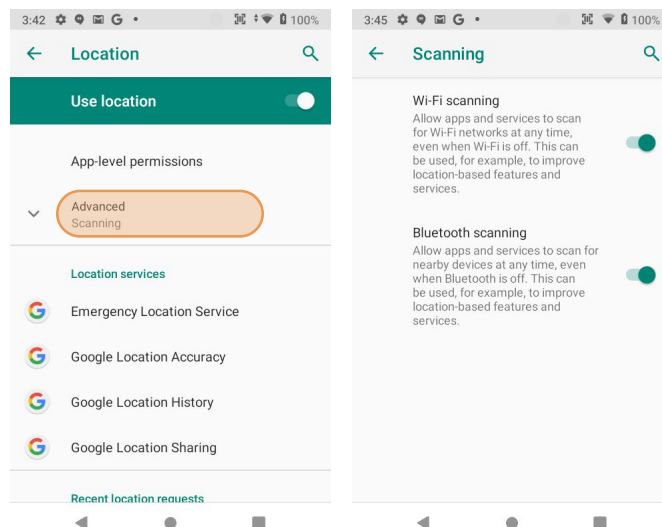 3:42 G • 100%
Location
Use location
App-level permissions
Advanced
Scanning
Location services
G Emergency Location Service
G Google Location Accuracy
G Google Location History
G Google Location Sharing
Recent location requests
3:45 G • 100%
Scanning
Wi-Fi scanning
Allow apps and services to scan
for Wi-Fi networks at any time,
even when Wi-Fi is off. This can
be used, for example, to improve
location-based features and
services.
Bluetooth scanning
Allow apps and services to scan for
nearby devices at any time, even
when Bluetooth is off. This can
be used, for example, to improve
location-based features and
services.